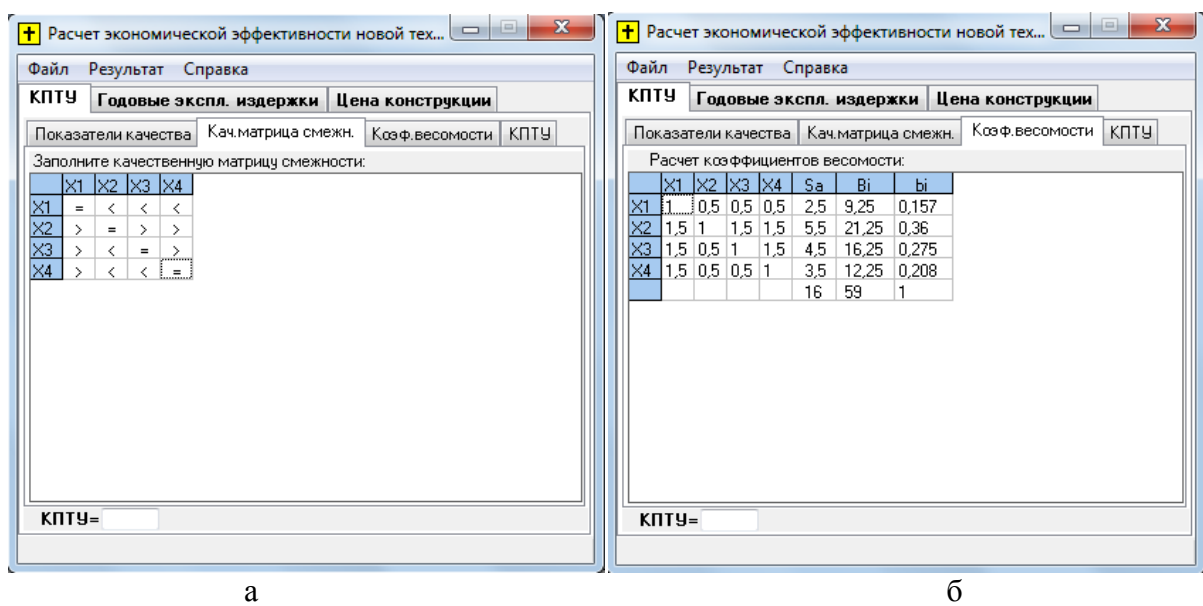 Расчет экономической эффективности новой тех...
Файл Результат Справка
КПТУ Годовые экспл. издержки Цена конструкции
Показатели качества Кач.матрица смежн. Коэф.весомости КПТУ
Заполните качественную матрицу смежности:
X1 X2 X3 X4
X1 = < < <
X2 > = > >
X3 > < = >
X4 > < < =
КПТУ=
а
Расчет экономической эффективности новой тех...
Файл Результат Справка
КПТУ Годовые экспл. издержки Цена конструкции
Показатели качества Кач.матрица смежн. Коэф.весомости КПТУ
Расчет коэффициентов весомости:
X1 X2 X3 X4 Sa Bi bi
X1 1 0,5 0,5 0,5 2,5 9,25 0,157
X2 1,5 1 1,5 1,5 5,5 21,25 0,36
X3 1,5 0,5 1 1,5 4,5 16,25 0,275
X4 1,5 0,5 0,5 1 3,5 12,25 0,208
16 59 1
КПТУ=
б